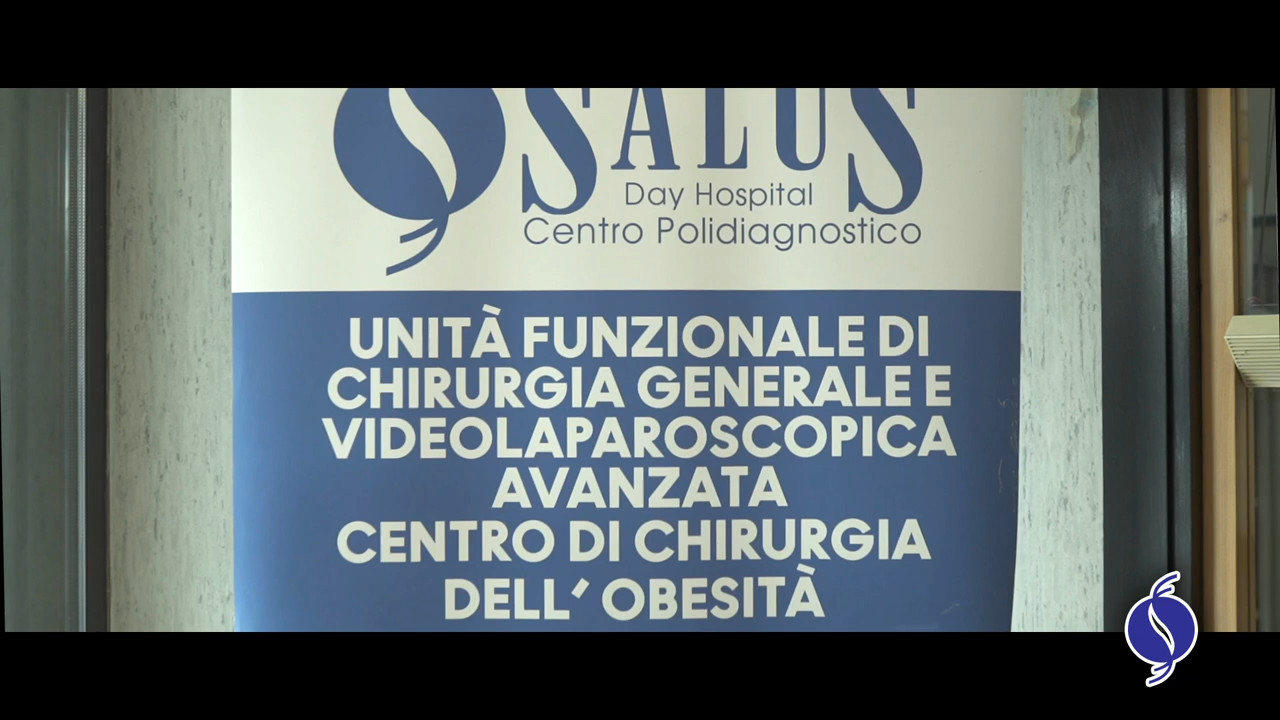 SALUS
Day Hospital
Centro Polidiagnostico
UNITÀ FUNZIONALE DI
CHIRURGIA GENERALE E
VIDEOLAPAROSCOPICA
AVANZATA
CENTRO DI CHIRURGIA
DELL' OBESITÀ